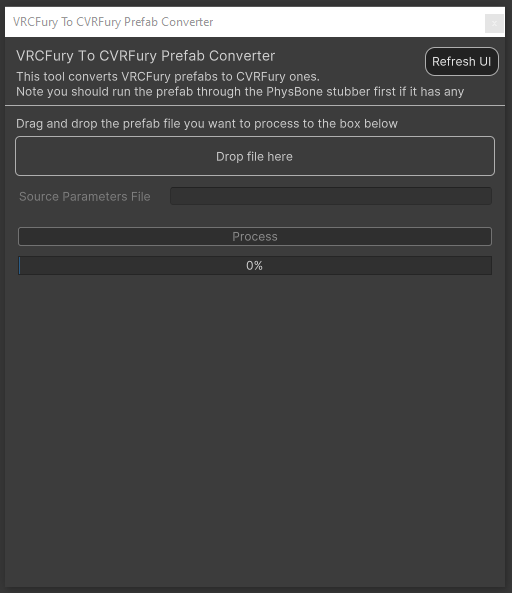 VRCFury To CVRFury Prefab Converter
VRCFury To CVRFury Prefab Converter
Refresh UI
This tool converts VRCFury prefabs to CVRFury ones.
Note you should run the prefab through the PhysBone stubber first if it has any
Drag and drop the prefab file you want to process to the box below
Drop file here
Source Parameters File
Process
0%